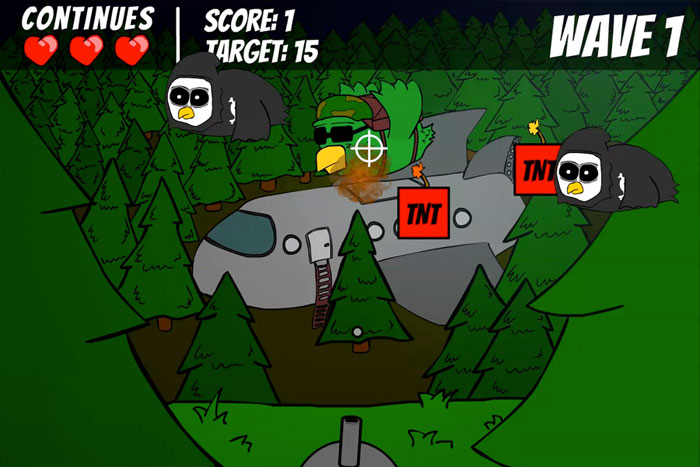 CONTINUES
SCORE: 1
TARGET: 15
WAVE 1
TNT
TNT